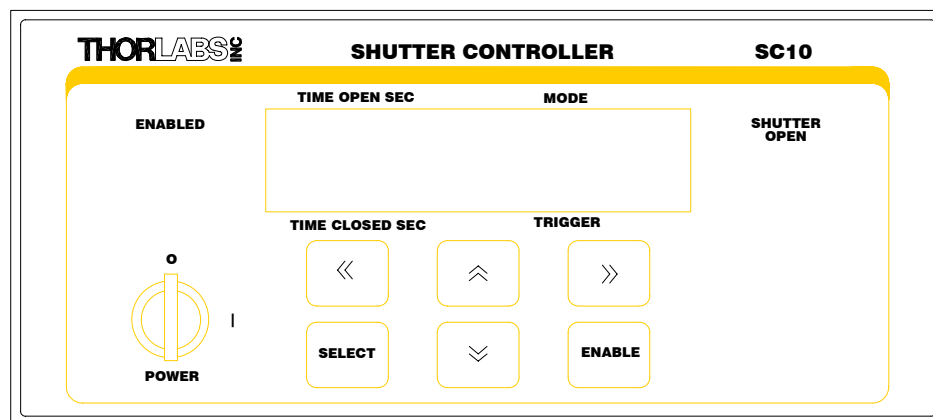 THORLABS INC
SHUTTER CONTROLLER
SC10
TIME OPEN SEC
MODE
ENABLED
SHUTTER
OPEN
TIME CLOSED SEC
TRIGGER
O
|
POWER
SELECT
ENABLE